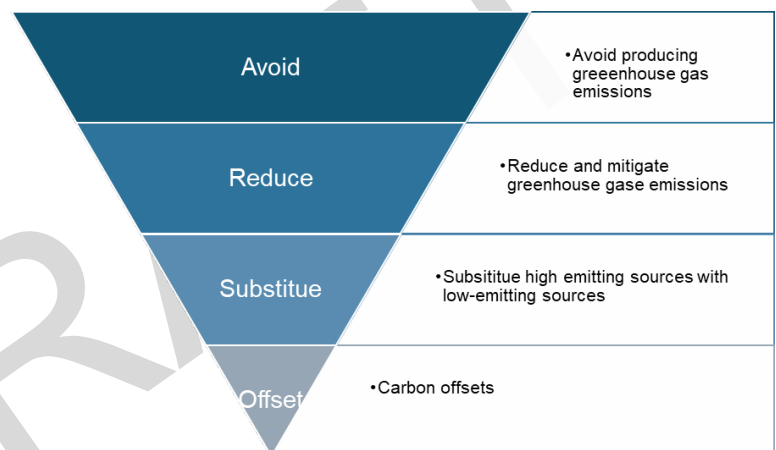 Avoid
•Avoid producing
greeenhouse gas
emissions
Reduce
•Reduce and mitigate
greenhouse gase emissions
Substitue
•Subsititue high emitting sources with
low-emitting sources
Offset
•Carbon offsets